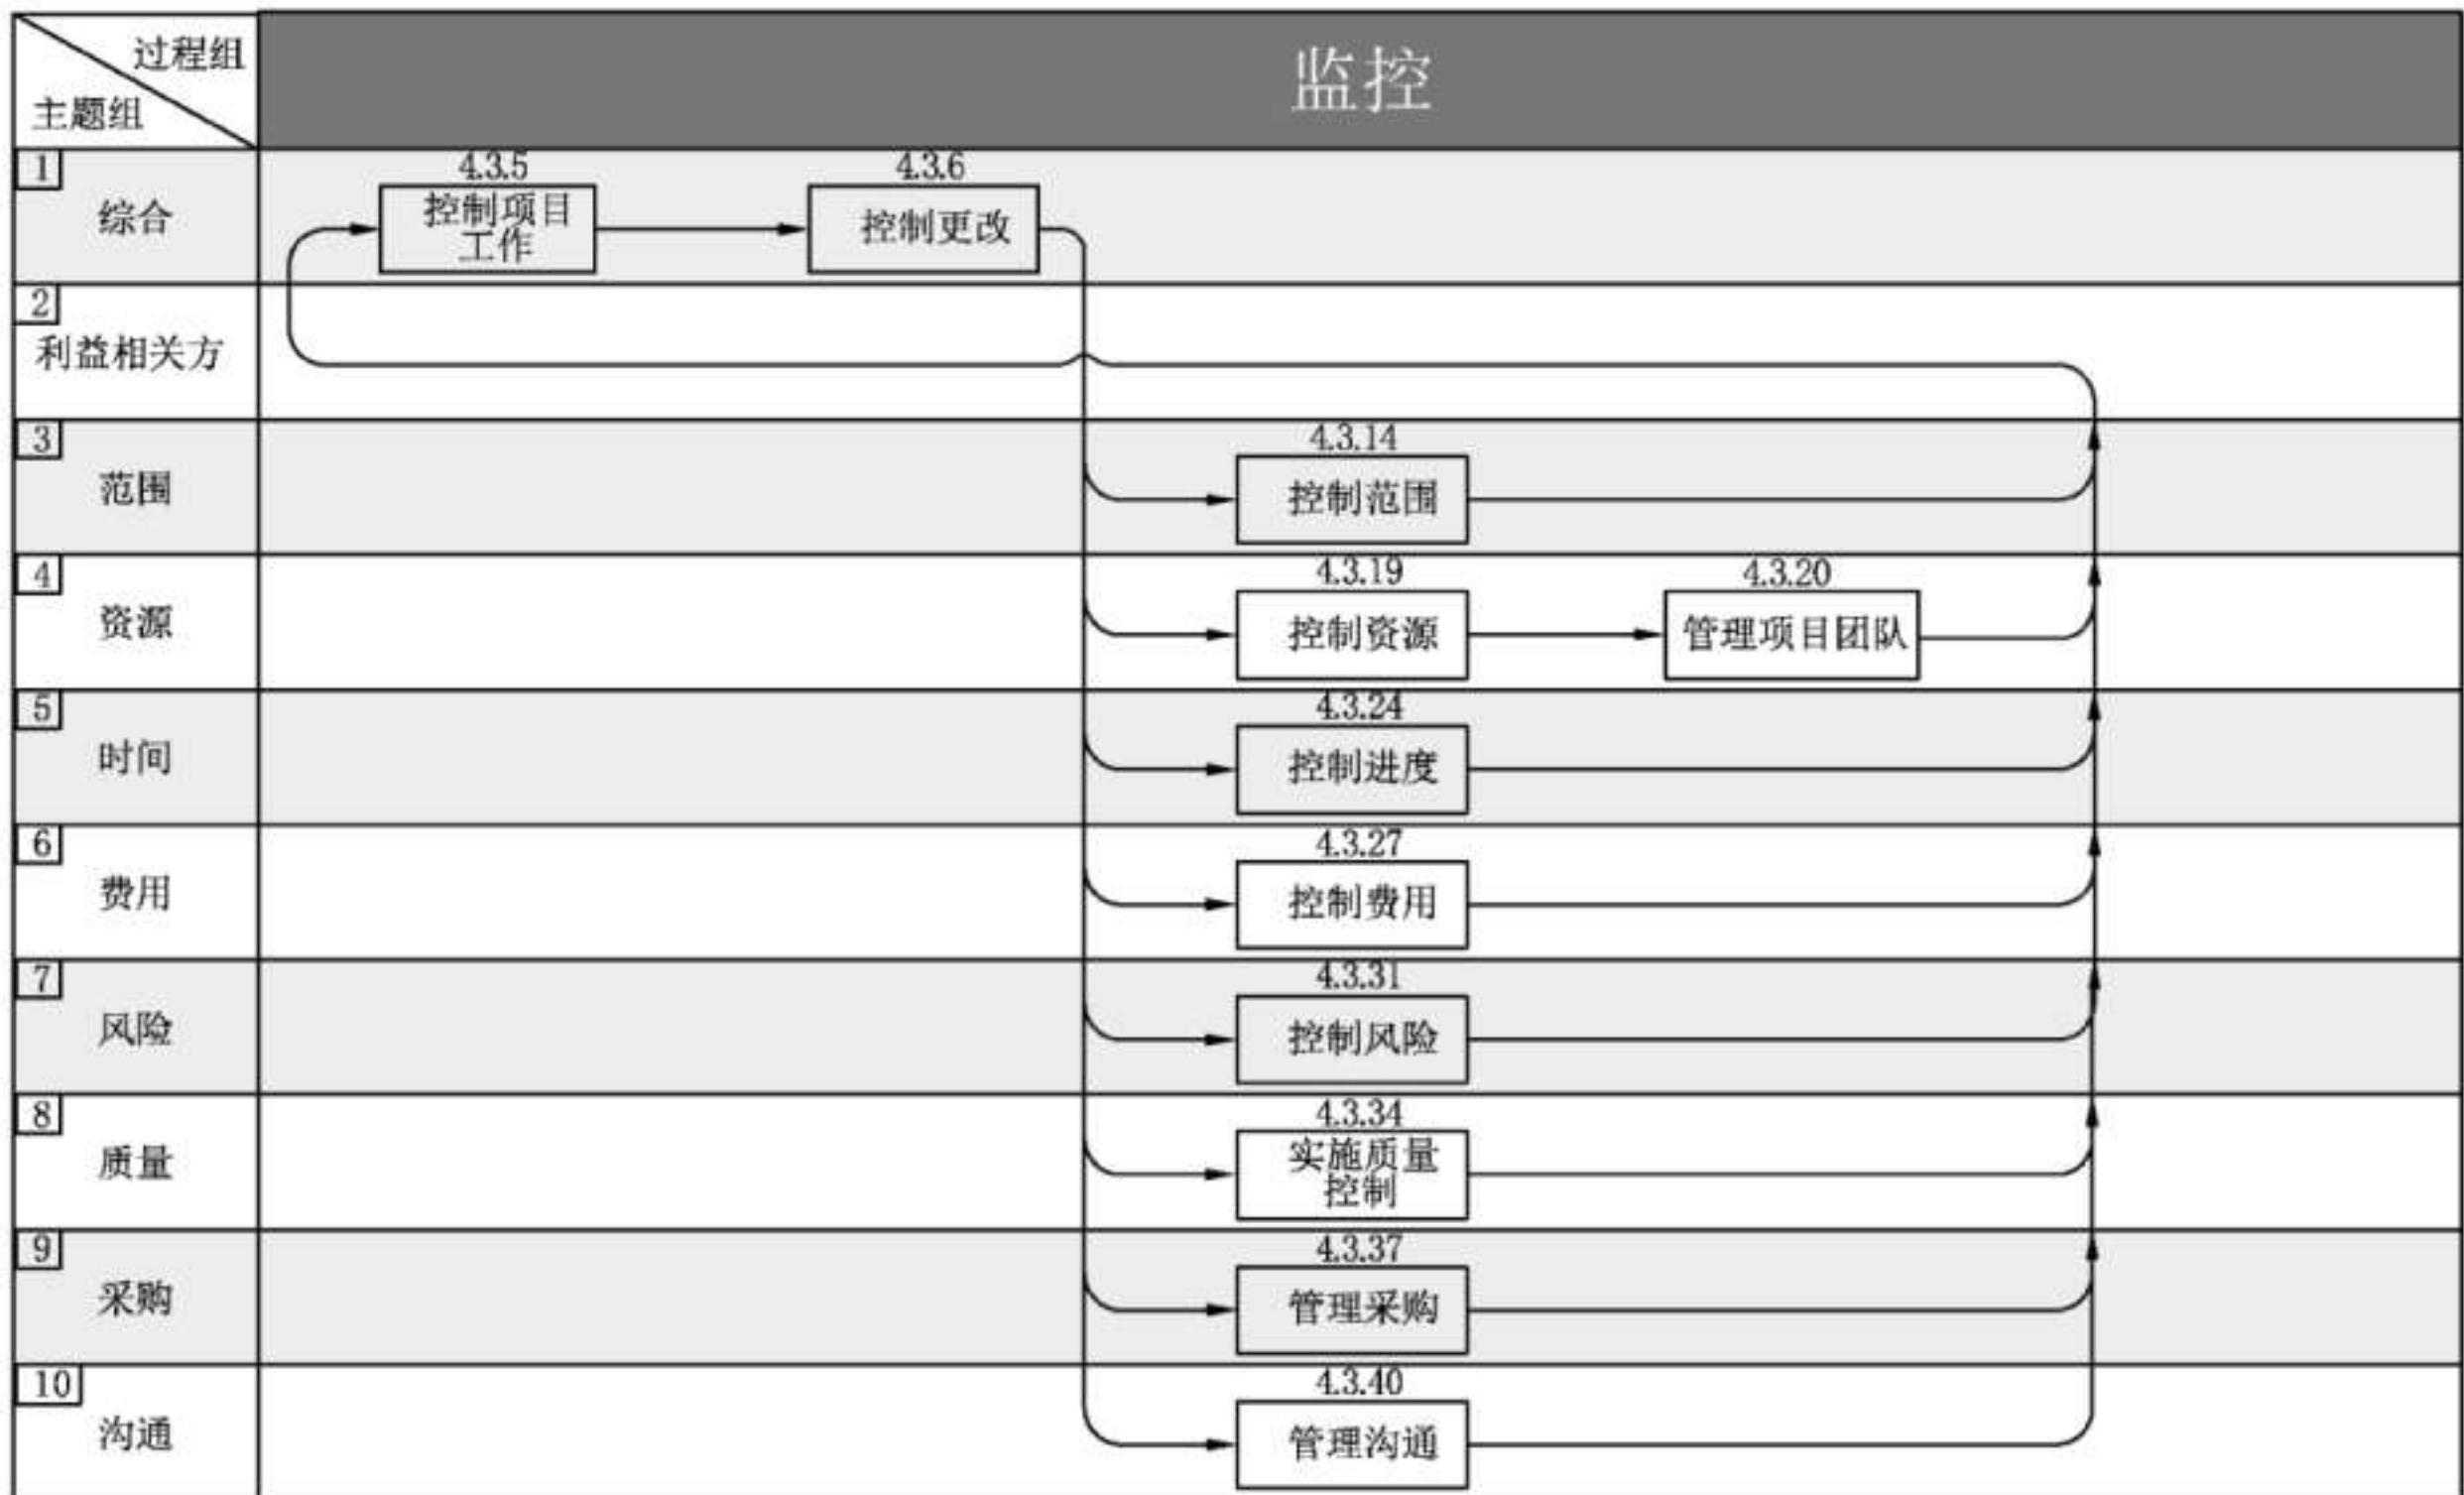 过程组
主题组
监控
1
综合
4.3.5
控制项目
工作
4.3.6
控制更改
2
利益相关方
3
范围
4.3.14
控制范围
4
资源
4.3.19
控制资源
4.3.20
管理项目团队
5
时间
4.3.24
控制进度
6
费用
4.3.27
控制费用
7
风险
4.3.31
控制风险
8
质量
4.3.34
实施质量
控制
9
采购
4.3.37
管理采购
10
沟通
4.3.40
管理沟通